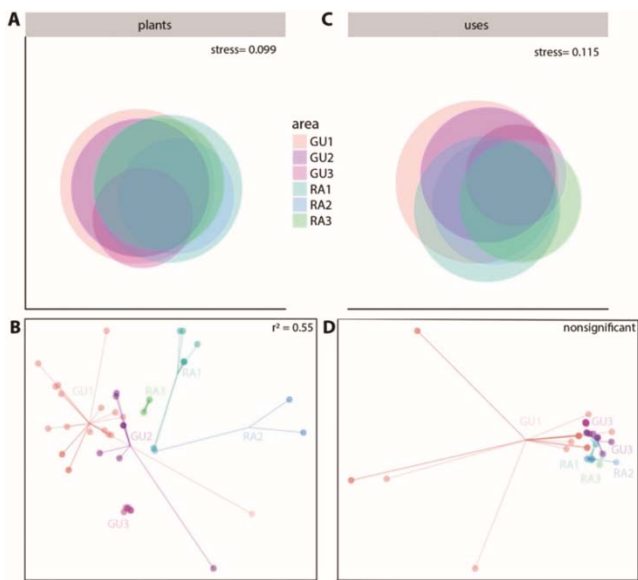 A
plants
stress= 0.099
C
uses
stress= 0.115
area
GU1
GU2
GU3
RA1
RA2
RA3
B
r² = 0.55
GU1
RA3
RA1
GU2
RA2
GU3
D
nonsignificant
GU1
GU3
GU3
RA1
RA2
RA3